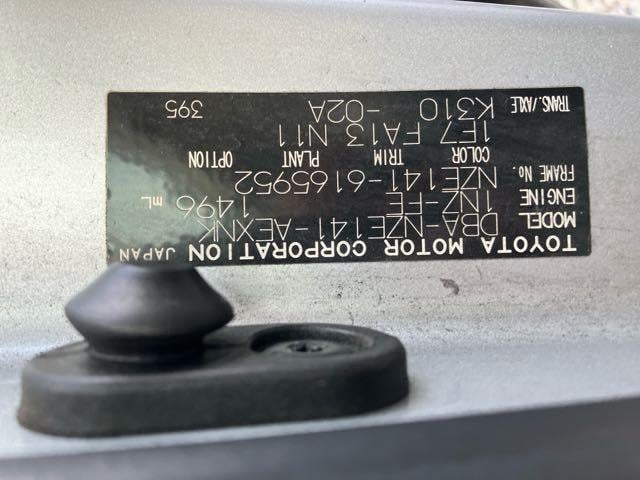 TOYOTA MOTOR CORPORATION JAPAN
MODEL DBA-NZE141-AEXNK
ENGINE 1NZ-FE 1496 mL
FRAME No. NZE141-6165952
COLOR TRIM PLANT OPTION
1E7 FA13 N11
TRANS./AXLE K310 -02A 395